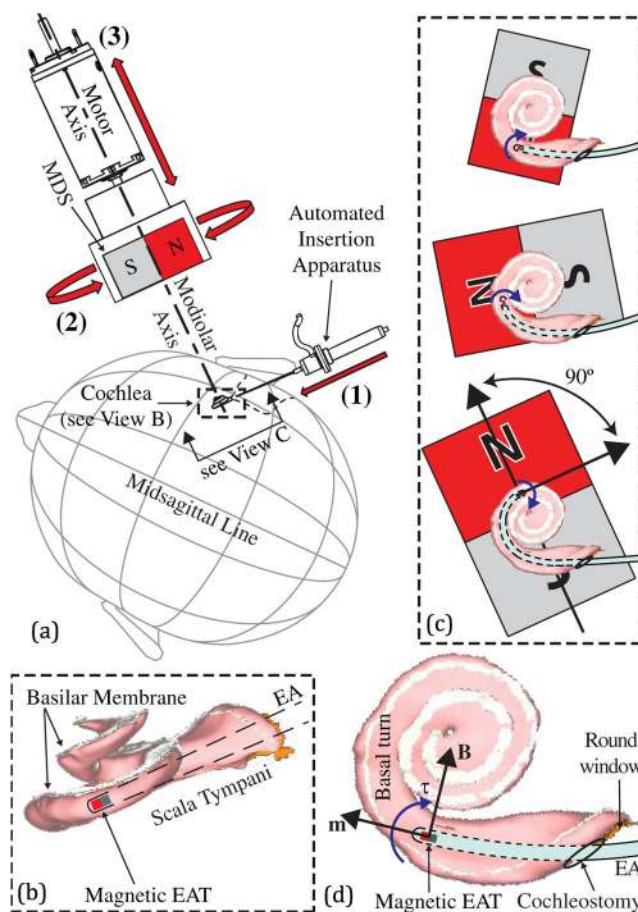 (3)
Motor
Axis
MDS
S
N
(2)
Modiolar
Axis
Automated
Insertion
Apparatus
(1)
Cochlea
(see View B)
see View C
Midsagittal Line
(a)
S
S
N
90º
N
(c)
Basilar Membrane
EA
Scala Tympani
Magnetic EAT
(b)
Basal turn
B
τ
m
Round
window
EA
Magnetic EAT
Cochleostomy
(d)